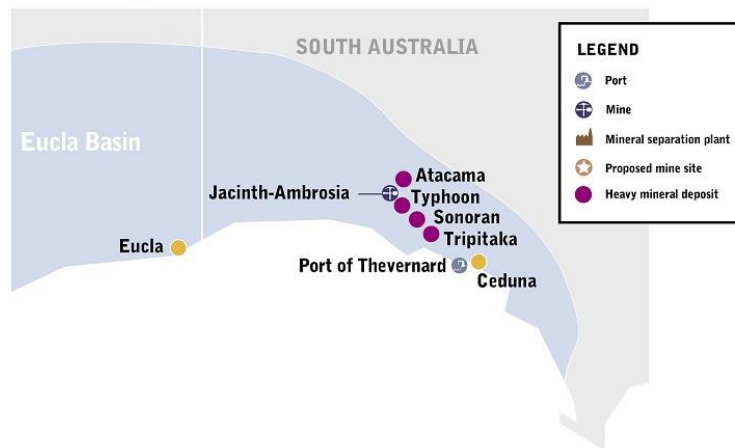 SOUTH AUSTRALIA
LEGEND
Port
Mine
Mineral separation plant
Proposed mine site
Heavy mineral deposit
Eucla Basin
Atacama
Jacinth-Ambrosia
Typhoon
Sonoran
Tripitaka
Eucla
Port of Thevernard
Ceduna